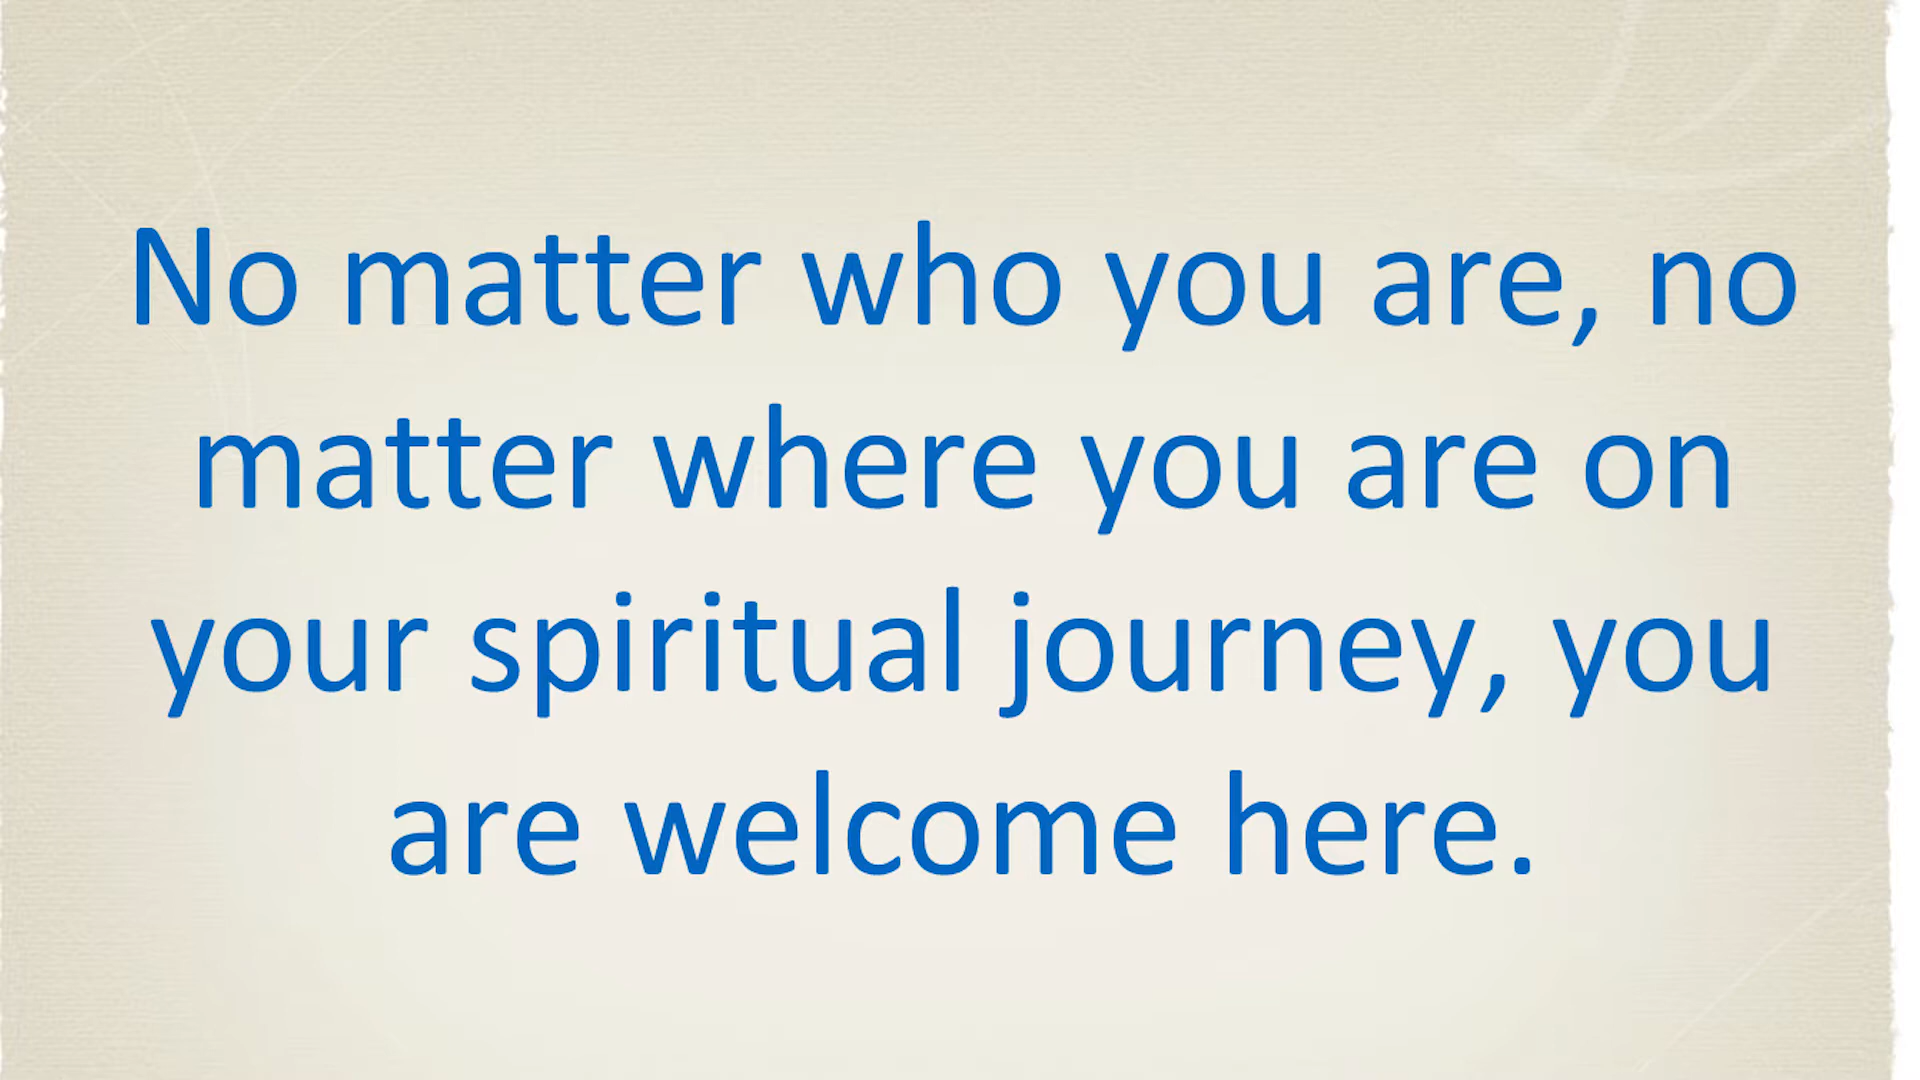 No matter who you are, no
matter where you are on
your spiritual journey, you
are welcome here.